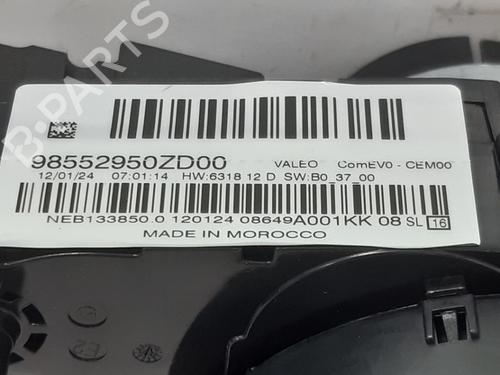 B-PARTS
98552950ZD00 VALEO ComEV0 - CEM00
12/01/24 07:01:14 HW:6318 12 D SW:B0_37_00
NEB133850.0 120124 08649A001KK 08 SL 16
MADE IN MOROCCO
E2